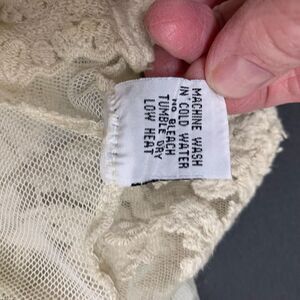 MACHINE WASH
IN COLD WATER
NO BLEACH
TUMBLE DRY
LOW HEAT